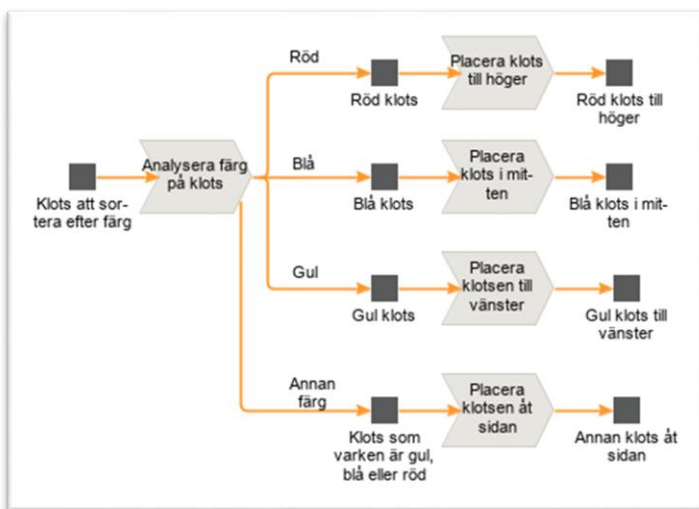 Röd
Röd klots
Placera klots
till höger
Röd klots till
höger
Klots att sor-
tera efter färg
Analysera färg
på klots
Blå
Blå klots
Placera
klots i mit-
ten
Blå klots i mit-
ten
Gul
Gul klots
Placera
klotsen till
vänster
Gul klots till
vänster
Annan
färg
Klots som
varken är gul,
blå eller röd
Placera
klotsen åt
sidan
Annan klots åt
sidan